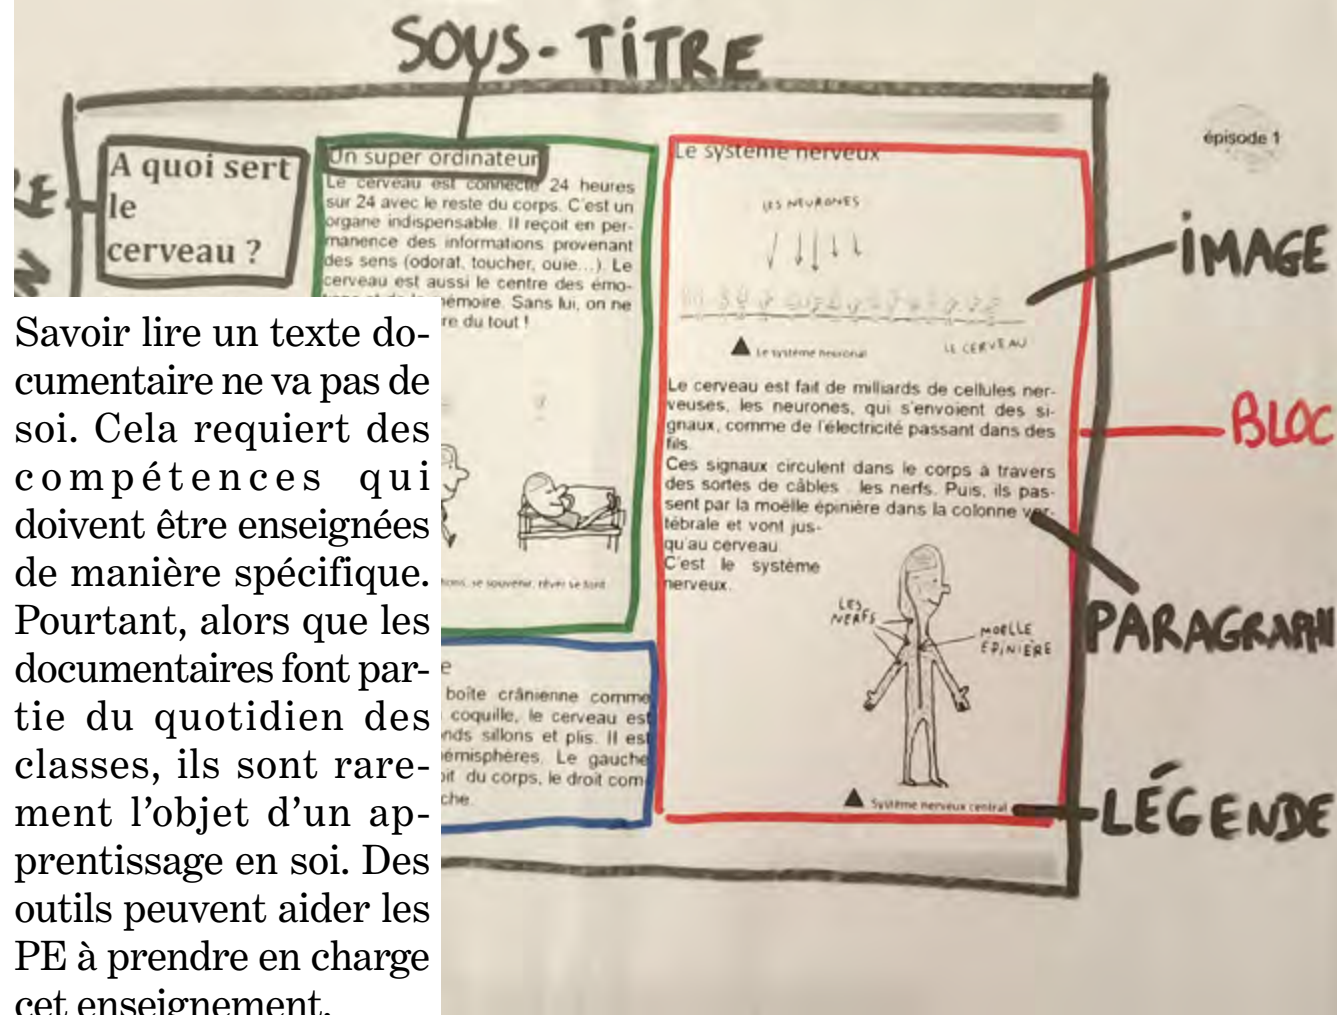 SOUS-TITRE
épisode 1
A quoi sert
le
cerveau ?
Un super ordinateur
Le cerveau est connecté 24 heures
sur 24 avec le reste du corps. C'est un
organe indispensable. Il reçoit en per-
manence des informations provenant
des sens (odorat, toucher, ouïe...). Le
cerveau est aussi le centre des émo-
mémoire. Sans lui, on ne
re du tout !
se souvenir, rêver
boîte crânienne comme
coquille, le cerveau est
nds sillons et plis. Il est
émisphères. Le gauche
it du corps, le droit com-
che.
Le système nerveux
LES NEURONES
LE CERVEAU
Le système neuronal
Le cerveau est fait de milliards de cellules ner-
veuses, les neurones, qui s'envoient des si-
gnaux, comme de l'électricité passant dans des
fils.
Ces signaux circulent dans le corps à travers
des sortes de câbles les nerfs. Puis, ils pas-
sent par la moëlle épinière dans la colonne ver-
tébrale et vont jus-
qu'au cerveau.
C'est le système
nerveux.
LES
NERFS
MOELLE
ÉPINIÈRE
Système nerveux central
IMAGE
BLOC
PARAGRAPH
LÉGENDE
Savoir lire un texte do-
cumentaire ne va pas de
soi. Cela requiert des
compétences qui
doivent être enseignées
de manière spécifique.
Pourtant, alors que les
documentaires font par-
tie du quotidien des
classes, ils sont rare-
ment l'objet d'un ap-
prentissage en soi. Des
outils peuvent aider les
PE à prendre en charge
cet enseignement.